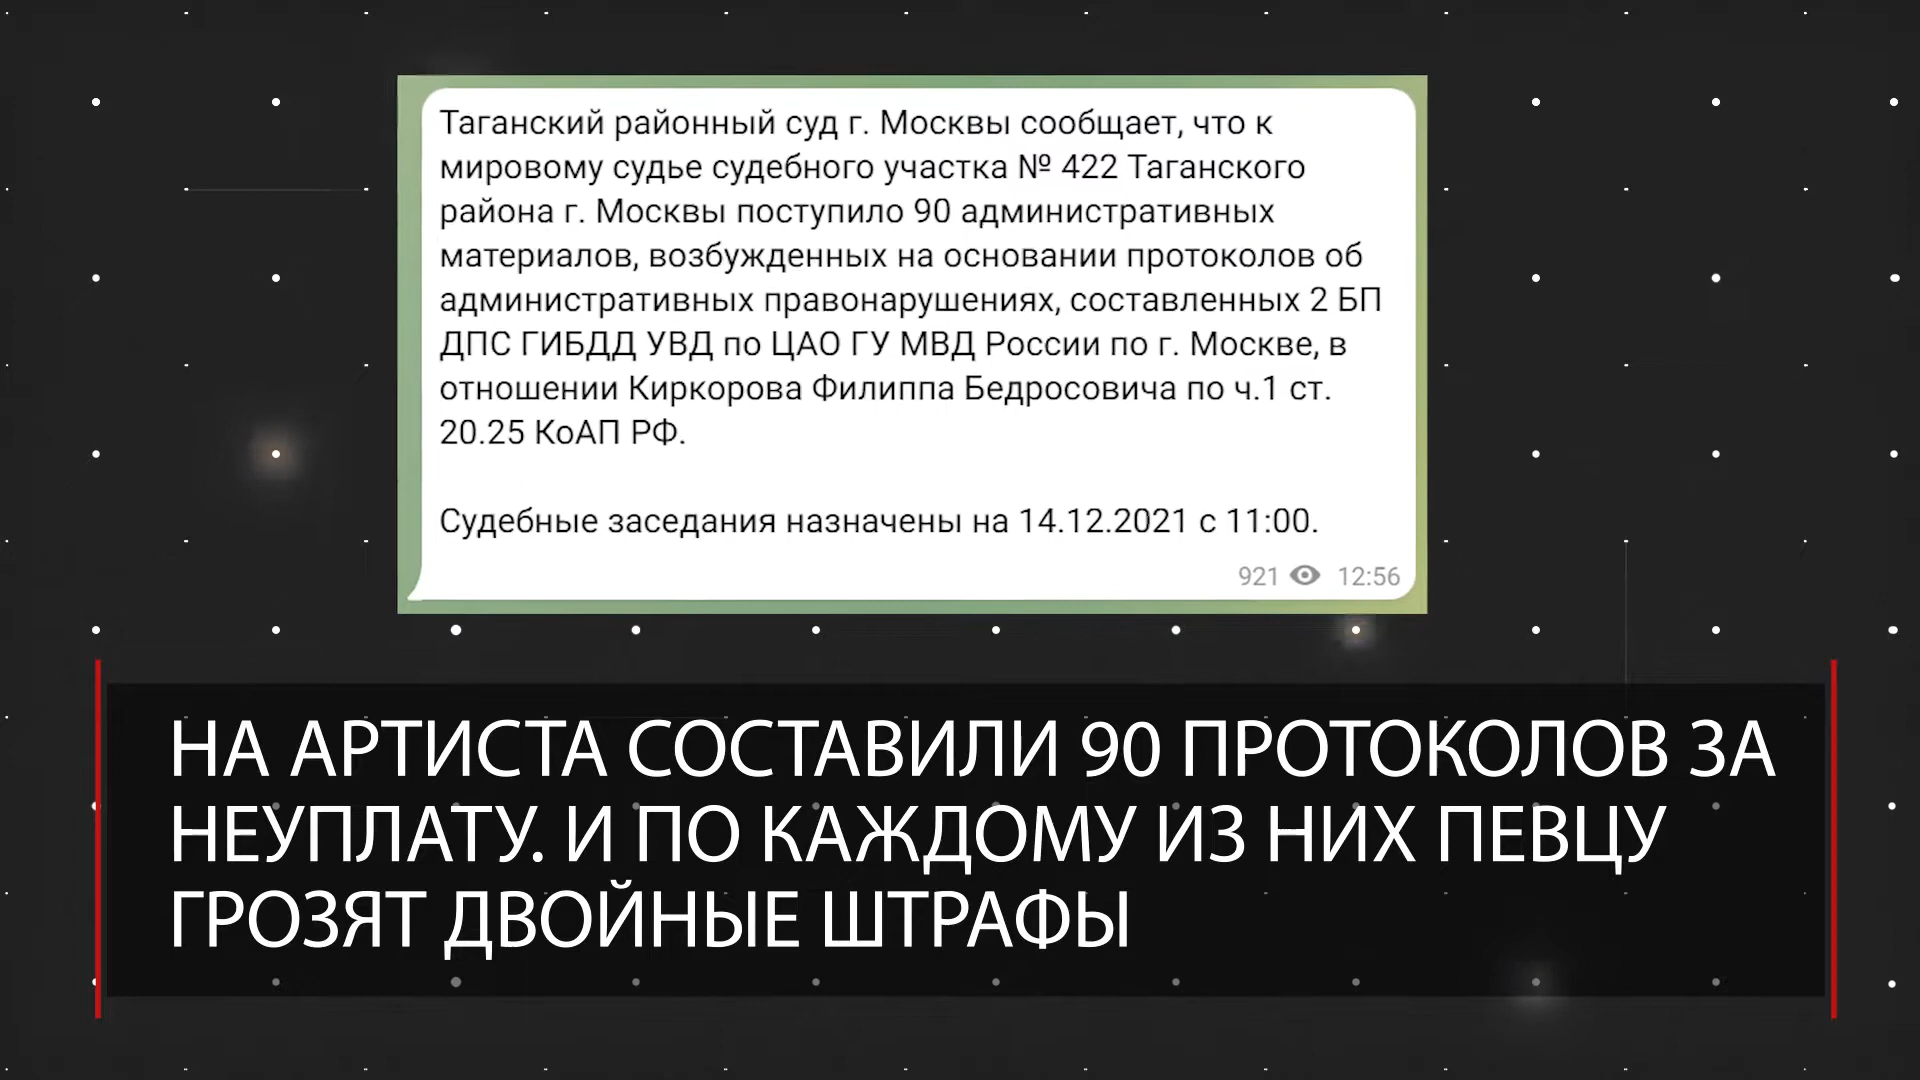 Таганский районный суд г. Москвы сообщает, что к
мировому судье судебного участка № 422 Таганского
района г. Москвы поступило 90 административных
материалов, возбужденных на основании протоколов об
административных правонарушениях, составленных 2 БП
ДПС ГИБДД УВД по ЦАО ГУ МВД России по г. Москве, в
отношении Киркорова Филиппа Бедросовича по ч.1 ст.
20.25 КоАП РФ.
Судебные заседания назначены на 14.12.2021 с 11:00.
921 12:56
НА АРТИСТА СОСТАВИЛИ 90 ПРОТОКОЛОВ ЗА
НЕУПЛАТУ. И ПО КАЖДОМУ ИЗ НИХ ПЕВЦУ
ГРОЗЯТ ДВОЙНЫЕ ШТРАФЫ